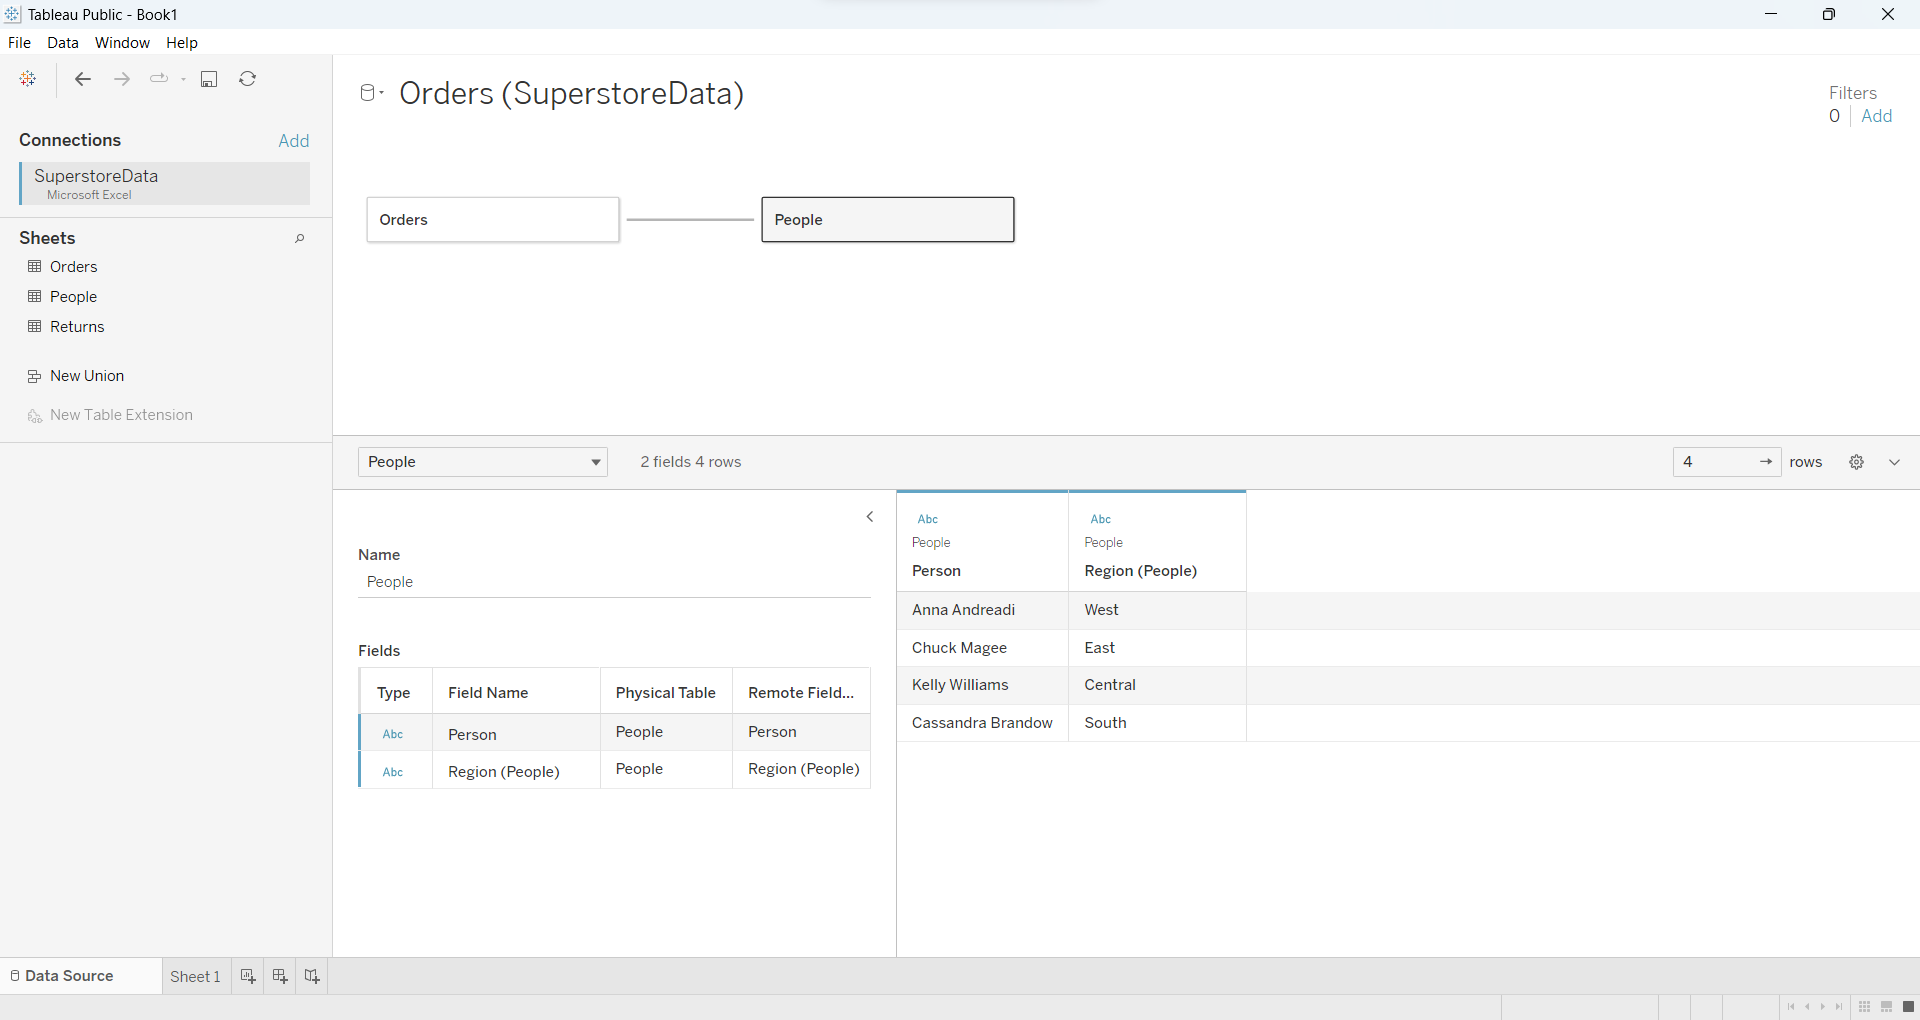 Tableau Public - Book1
File Data Window Help
Connections Add
SuperstoreData
Microsoft Excel
Sheets
Orders
People
Returns
New Union
New Table Extension
Orders (SuperstoreData)
Filters
0 Add
Orders People
People 2 fields 4 rows 4 rows
Name
People
Fields
Type Field Name Physical Table Remote Field...
Abc Person People Person
Abc Region (People) People Region (People)
Abc Abc
People People
Person Region (People)
Anna Andreadi West
Chuck Magee East
Kelly Williams Central
Cassandra Brandow South
Data Source Sheet 1